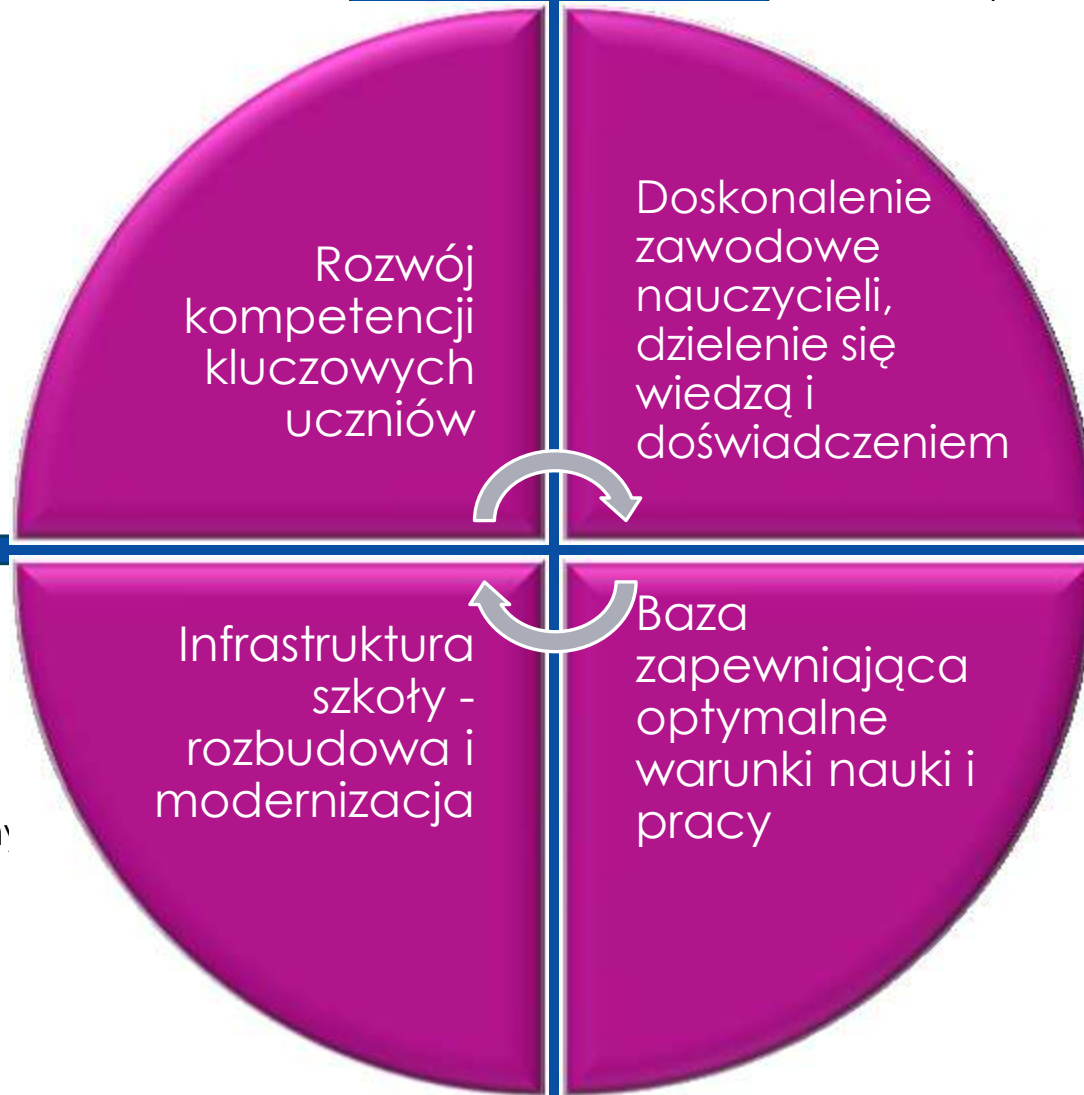 Rozwój
kompetencji
kluczowych
uczniów
Doskonalenie
zawodowe
nauczycieli,
dzielenie się
wiedzą i
doświadczeniem
Infrastruktura
szkoły -
rozbudowa i
modernizacja
Baza
zapewniająca
optymalne
warunki nauki i
pracy